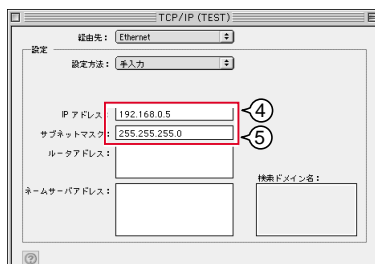 TCP/IP (TEST)
経由先： Ethernet
設定
設定方法： 手入力
IP アドレス： 192.168.0.5 ④
サブネットマスク： 255.255.255.0 ⑤
ルータアドレス：
検索ドメイン名：
ネームサーバアドレス：
?